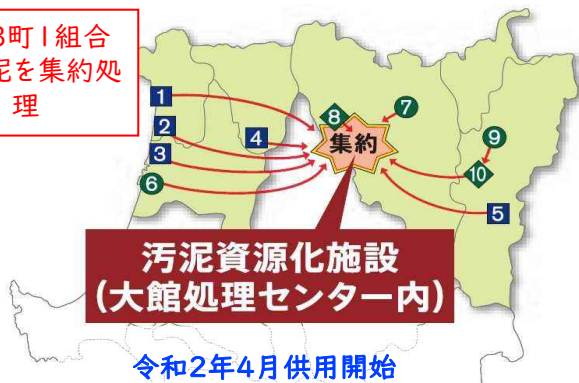 3町1組合
泥を集約処
理
1
2
3
4
5
6
7
8
9
10
集約
汚泥資源化施設
(大館処理センター内)
令和2年4月供用開始